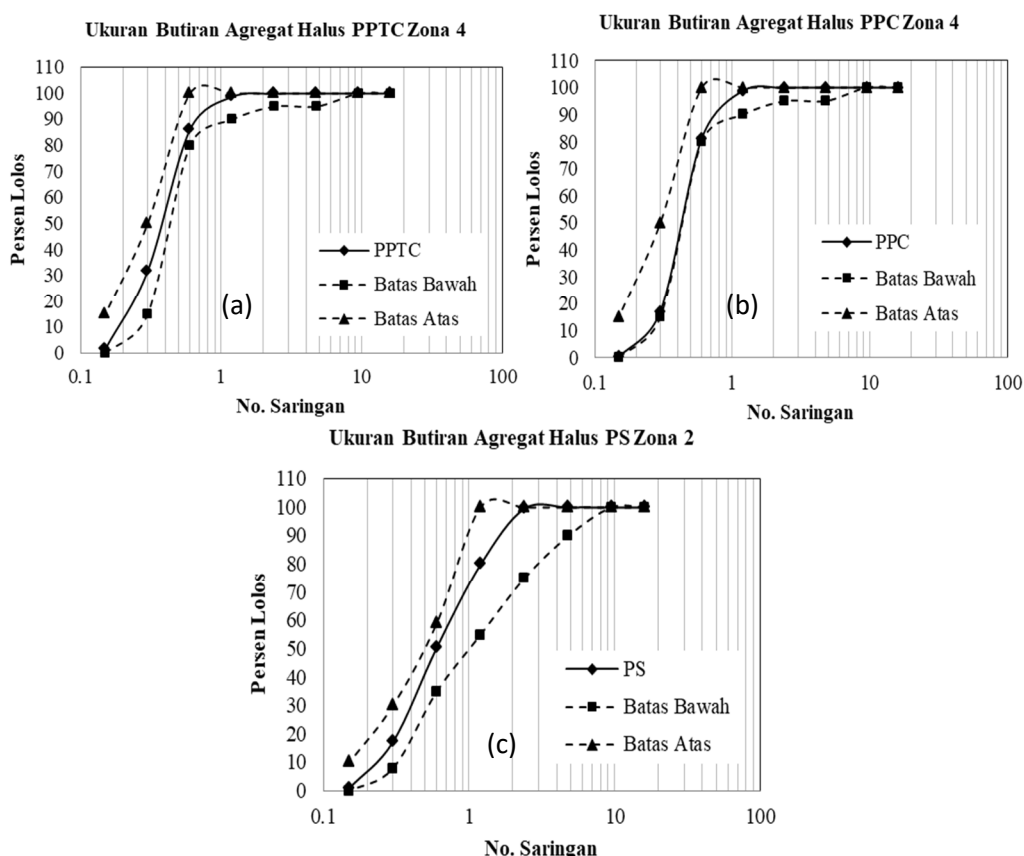 Ukuran Butiran Agregat Halus PPTC Zona 4
110
100
90
80
70
60
50
40
30
20
10
0
Persen Lolos
PPTC
Batas Bawah
Batas Atas
(a)
0.1 1 10 100
No. Saringan
Ukuran Butiran Agregat Halus PPC Zona 4
110
100
90
80
70
60
50
40
30
20
10
0
Persen Lolos
PPC
Batas Bawah
Batas Atas
(b)
0.1 1 10 100
No. Saringan
Ukuran Butiran Agregat Halus PS Zona 2
110
100
90
80
70
60
50
40
30
20
10
0
Persen Lolos
PS
Batas Bawah
Batas Atas
(c)
0.1 1 10 100
No. Saringan